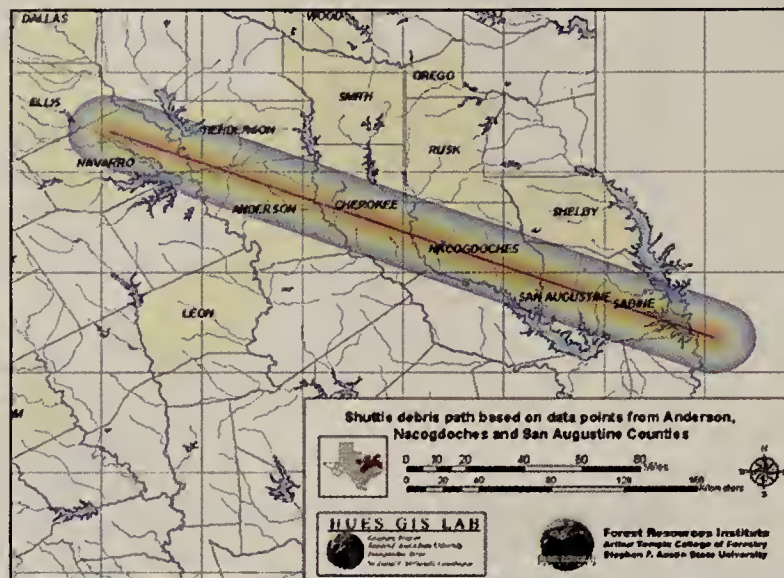 DALLAS
WOOD
GREGG
ELLIS
SMITH
HENDERSON
RUSK
NAVARRO
ANDERSON
CHEROKEE
SHELBY
NACOGDOCHES
SAN AUGUSTINE
SABINE
LEON
M
Shuttle debris path based on data points from Anderson,
Nacogdoches and San Augustine Counties
0 10 20 40 60 80
Miles
0 20 40 80 120 160
Kilometers
HUES GIS LAB
Forest Resources Institute
Arthur Temple College of Forestry
Stephen F. Austin State University